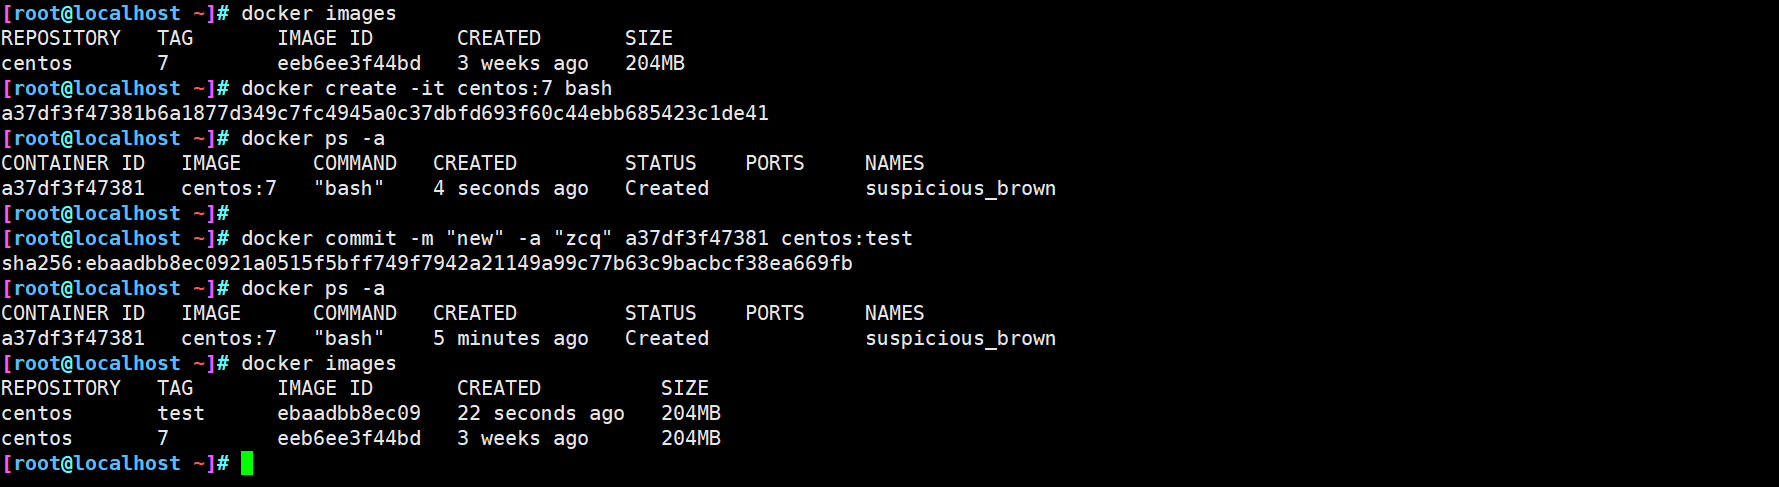 [root@localhost ~]# docker images
REPOSITORY   TAG       IMAGE ID       CREATED       SIZE
centos       7         eeb6ee3f44bd   3 weeks ago   204MB
[root@localhost ~]# docker create -it centos:7 bash
a37df3f47381b6a1877d349c7fc4945a0c37dbfd693f60c44ebb685423c1de41
[root@localhost ~]# docker ps -a
CONTAINER ID   IMAGE      COMMAND   CREATED         STATUS    PORTS     NAMES
a37df3f47381   centos:7   "bash"    4 seconds ago   Created             suspicious_brown
[root@localhost ~]#
[root@localhost ~]# docker commit -m "new" -a "zcq" a37df3f47381 centos:test
sha256:ebaadbb8ec0921a0515f5bff749f7942a21149a99c77b63c9bacbcf38ea669fb
[root@localhost ~]# docker ps -a
CONTAINER ID   IMAGE      COMMAND   CREATED         STATUS    PORTS     NAMES
a37df3f47381   centos:7   "bash"    5 minutes ago   Created             suspicious_brown
[root@localhost ~]# docker images
REPOSITORY   TAG       IMAGE ID       CREATED          SIZE
centos       test      ebaadbb8ec09   22 seconds ago   204MB
centos       7         eeb6ee3f44bd   3 weeks ago      204MB
[root@localhost ~]#